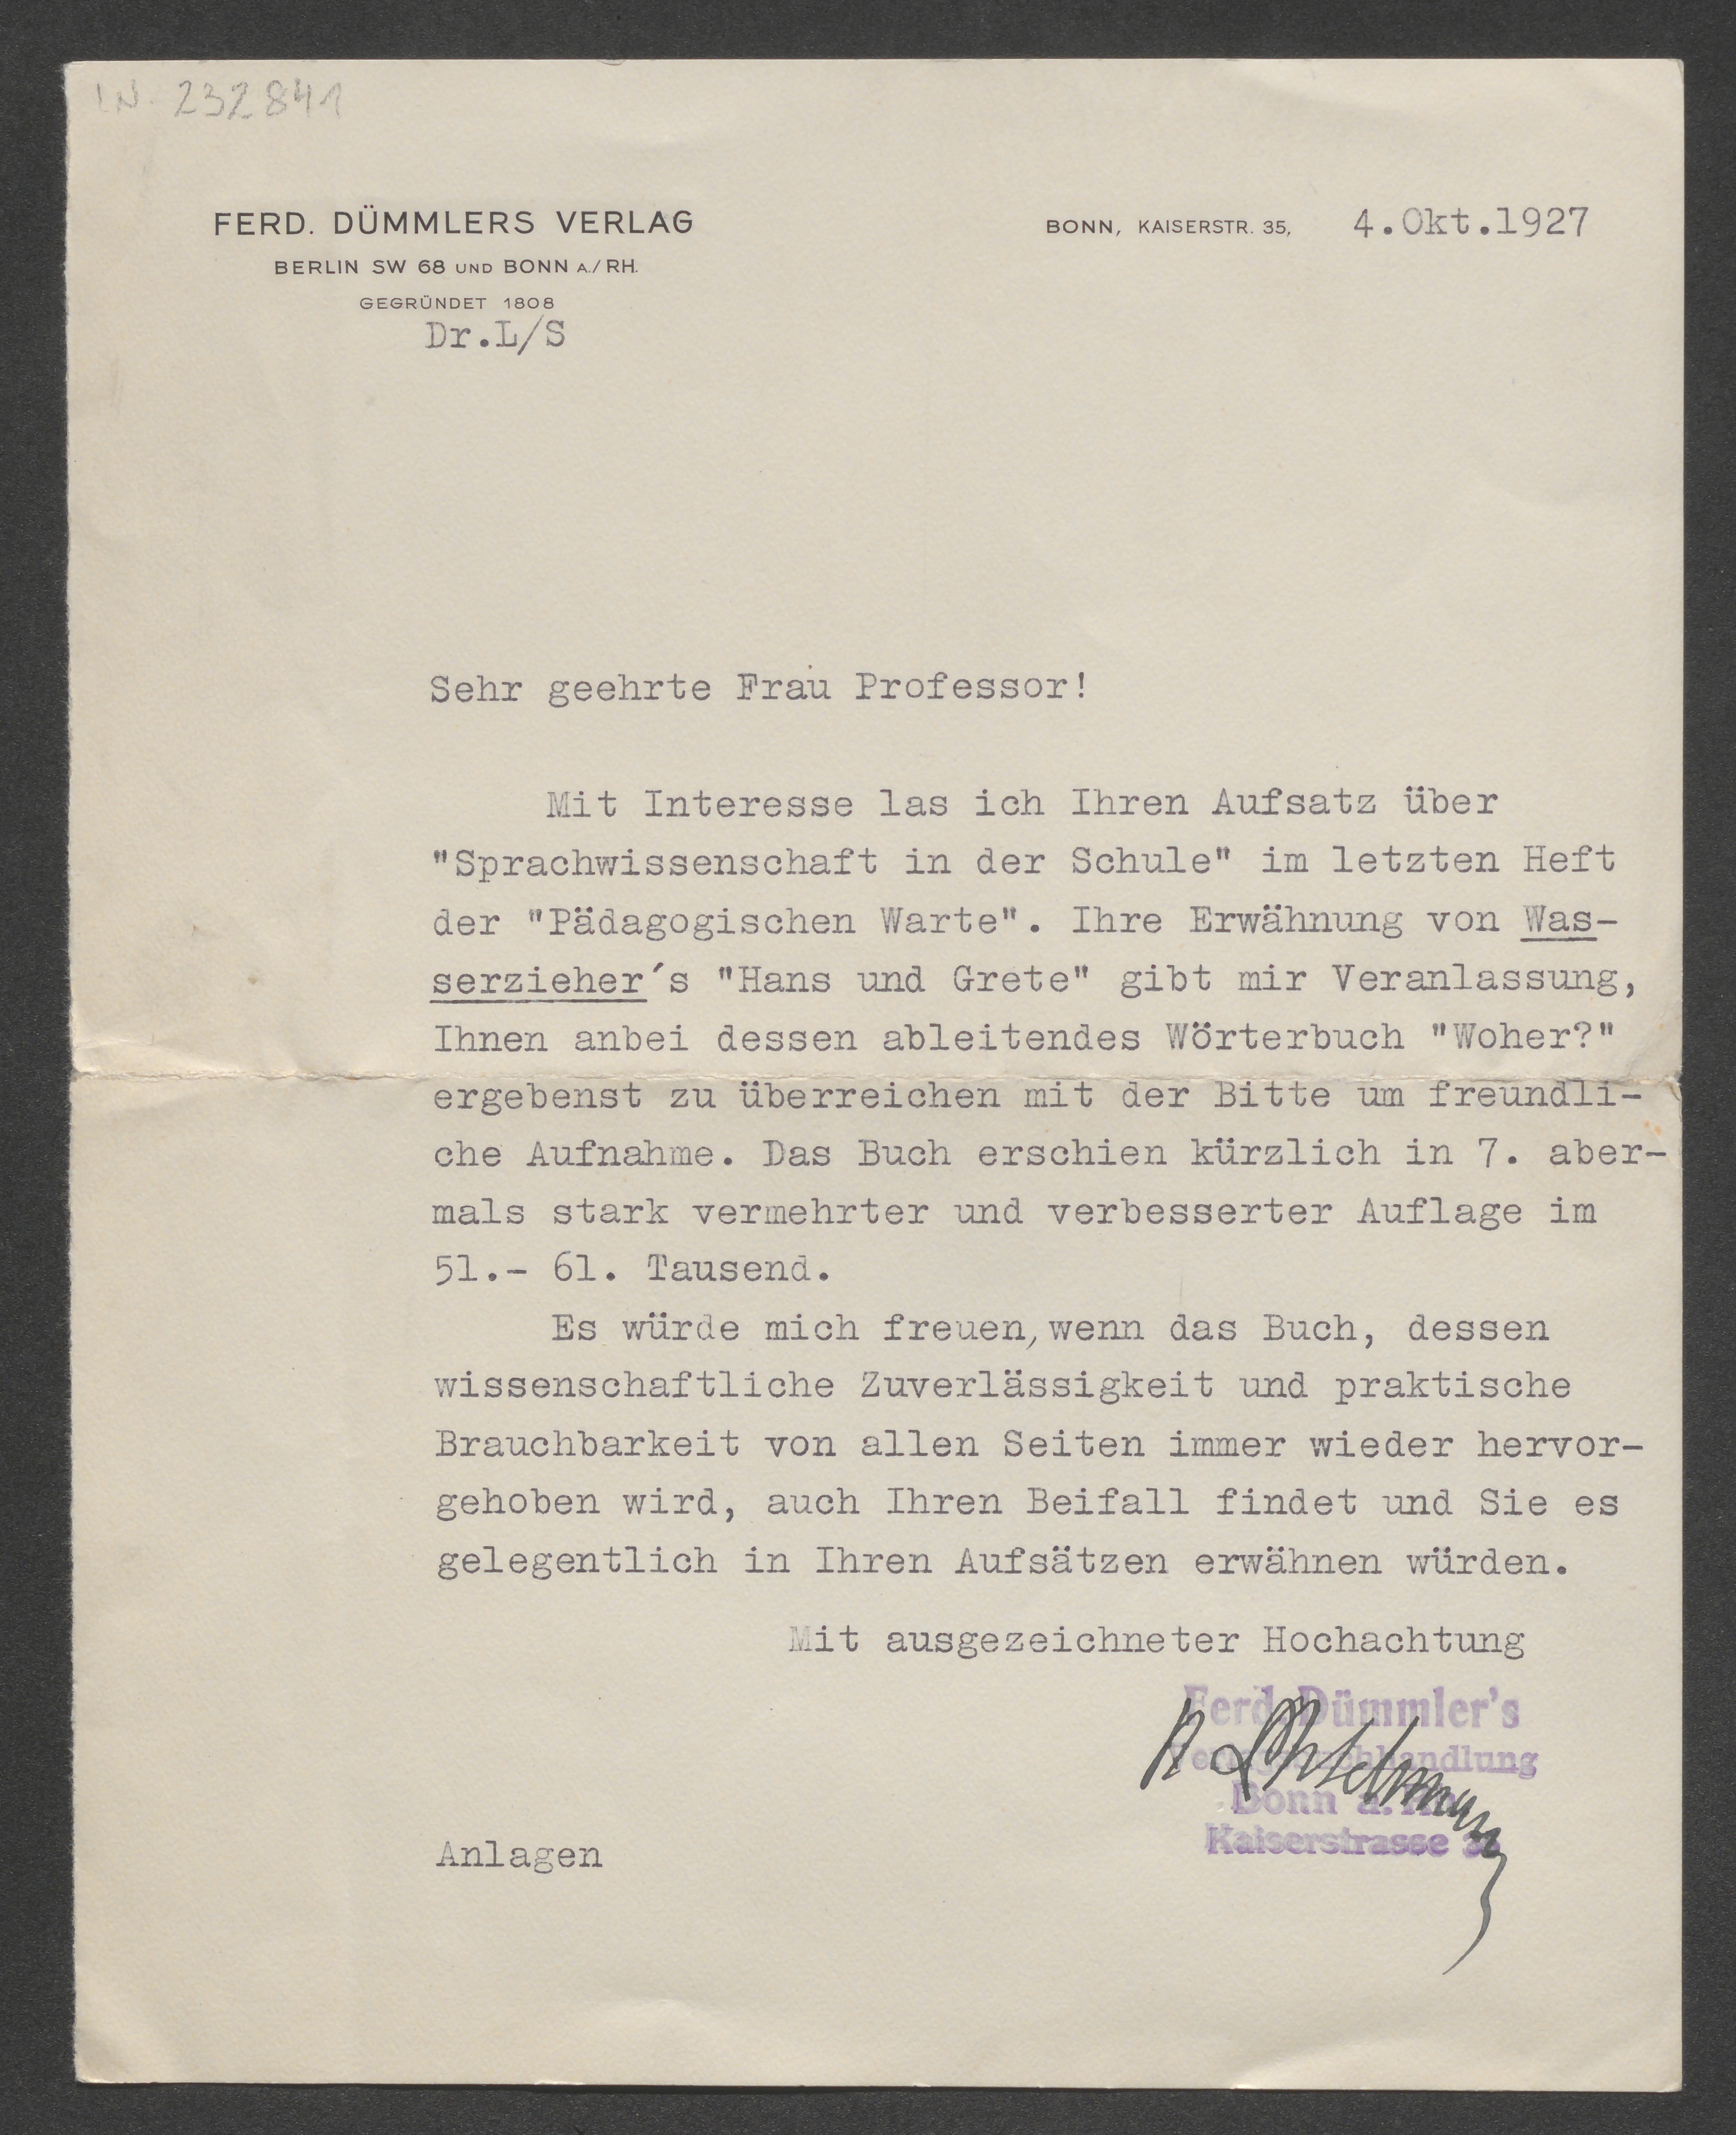 IN 232841
FERD. DÜMMLERS VERLAG
BERLIN SW 68 UND BONN A./RH.
GEGRÜNDET 1808
Dr.L/S
BONN, KAISERSTR. 35, 4.Okt.1927
Sehr geehrte Frau Professor!
Mit Interesse las ich Ihren Aufsatz über
"Sprachwissenschaft in der Schule" im letzten Heft
der "Pädagogischen Warte". Ihre Erwähnung von Was-
serzieher´s "Hans und Grete" gibt mir Veranlassung,
Ihnen anbei dessen ableitendes Wörterbuch "Woher?"
ergebenst zu überreichen mit der Bitte um freundli-
che Aufnahme. Das Buch erschien kürzlich in 7. aber-
mals stark vermehrter und verbesserter Auflage im
51.- 61. Tausend.
Es würde mich freuen, wenn das Buch, dessen
wissenschaftliche Zuverlässigkeit und praktische
Brauchbarkeit von allen Seiten immer wieder hervor-
gehoben wird, auch Ihren Beifall findet und Sie es
gelegentlich in Ihren Aufsätzen erwähnen würden.
Mit ausgezeichneter Hochachtung
Ferd. Dümmler's
Verlagsbuchhandlung
Bonn a. Rh.
Kaiserstrasse 35
Anlagen